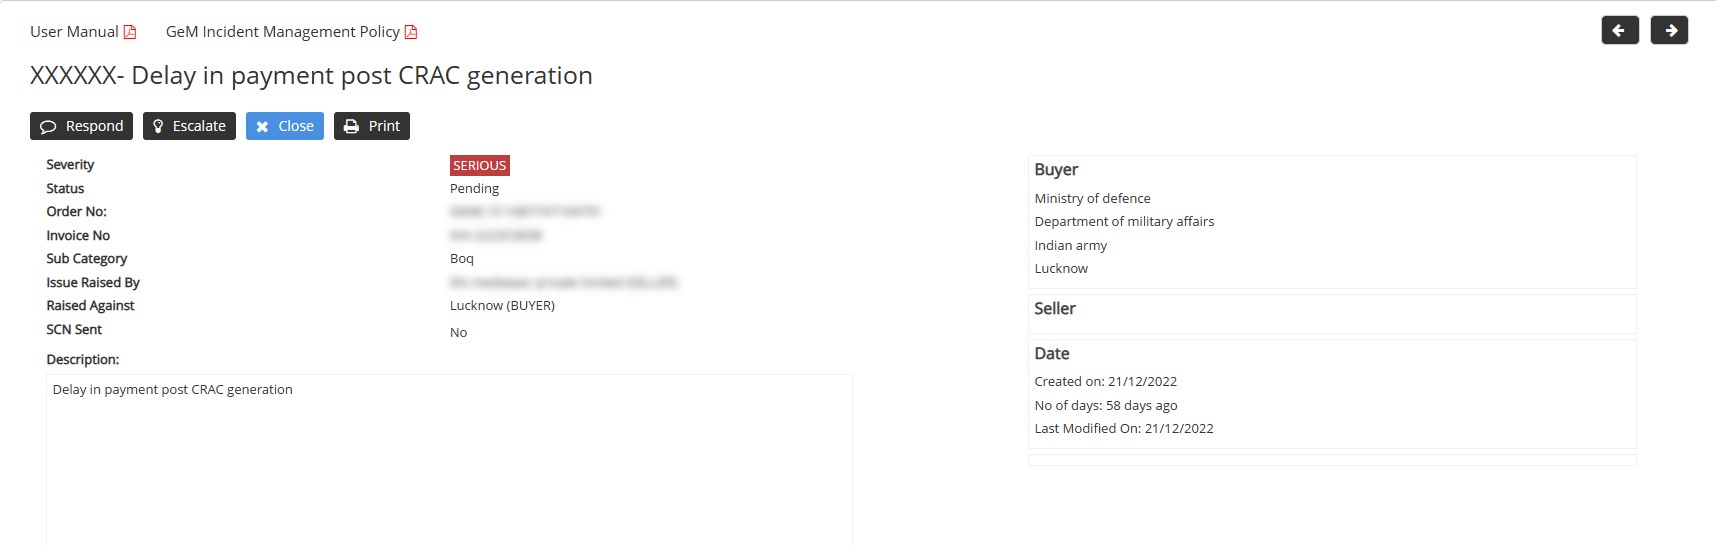 User Manual GeM Incident Management Policy
XXXXXX- Delay in payment post CRAC generation
Respond Escalate Close Print
Severity SERIOUS
Status Pending
Order No:
Invoice No
Sub Category Boq
Issue Raised By
Raised Against Lucknow (BUYER)
SCN Sent No
Description:
Delay in payment post CRAC generation
Buyer
Ministry of defence
Department of military affairs
Indian army
Lucknow
Seller
Date
Created on: 21/12/2022
No of days: 58 days ago
Last Modified On: 21/12/2022